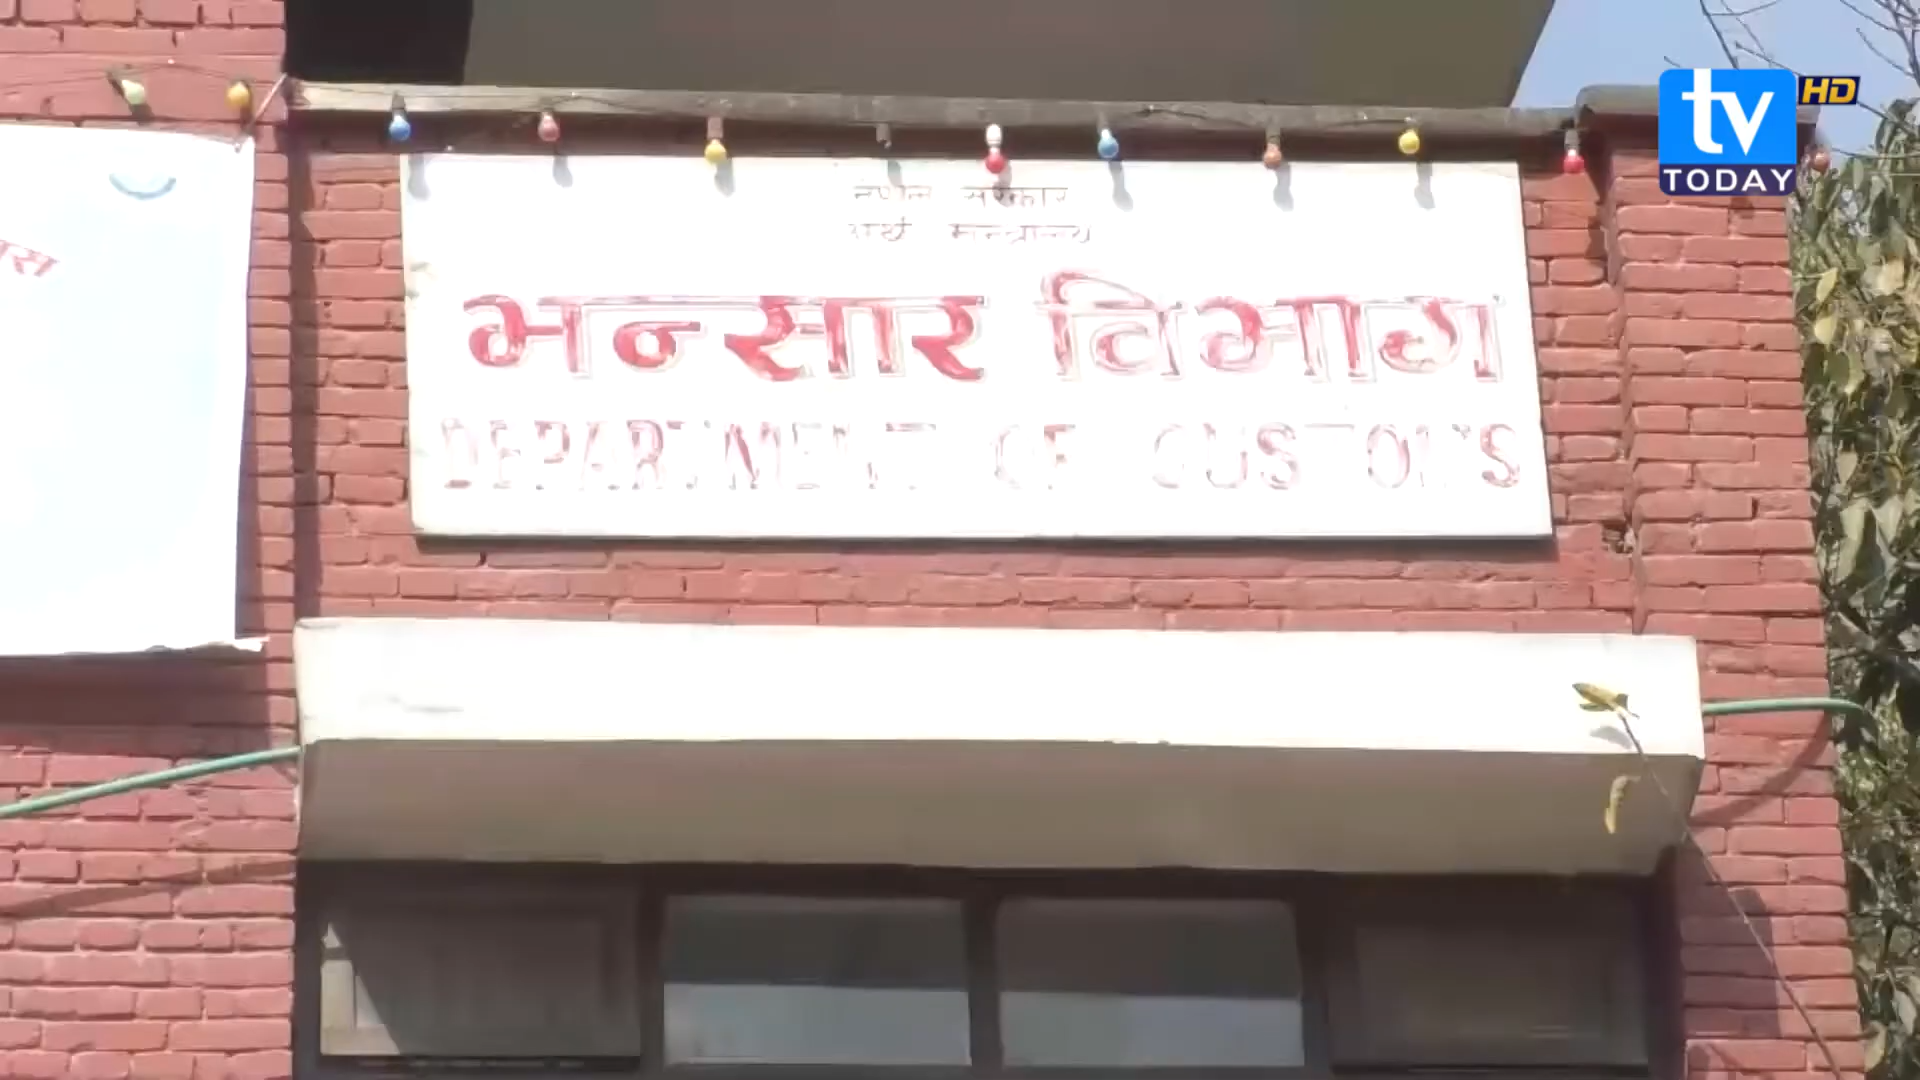 नेपाल सरकार
अर्थ मन्त्रालय
भन्सार विभाग
DEPARTMENT OF CUSTOMS
tv HD
TODAY